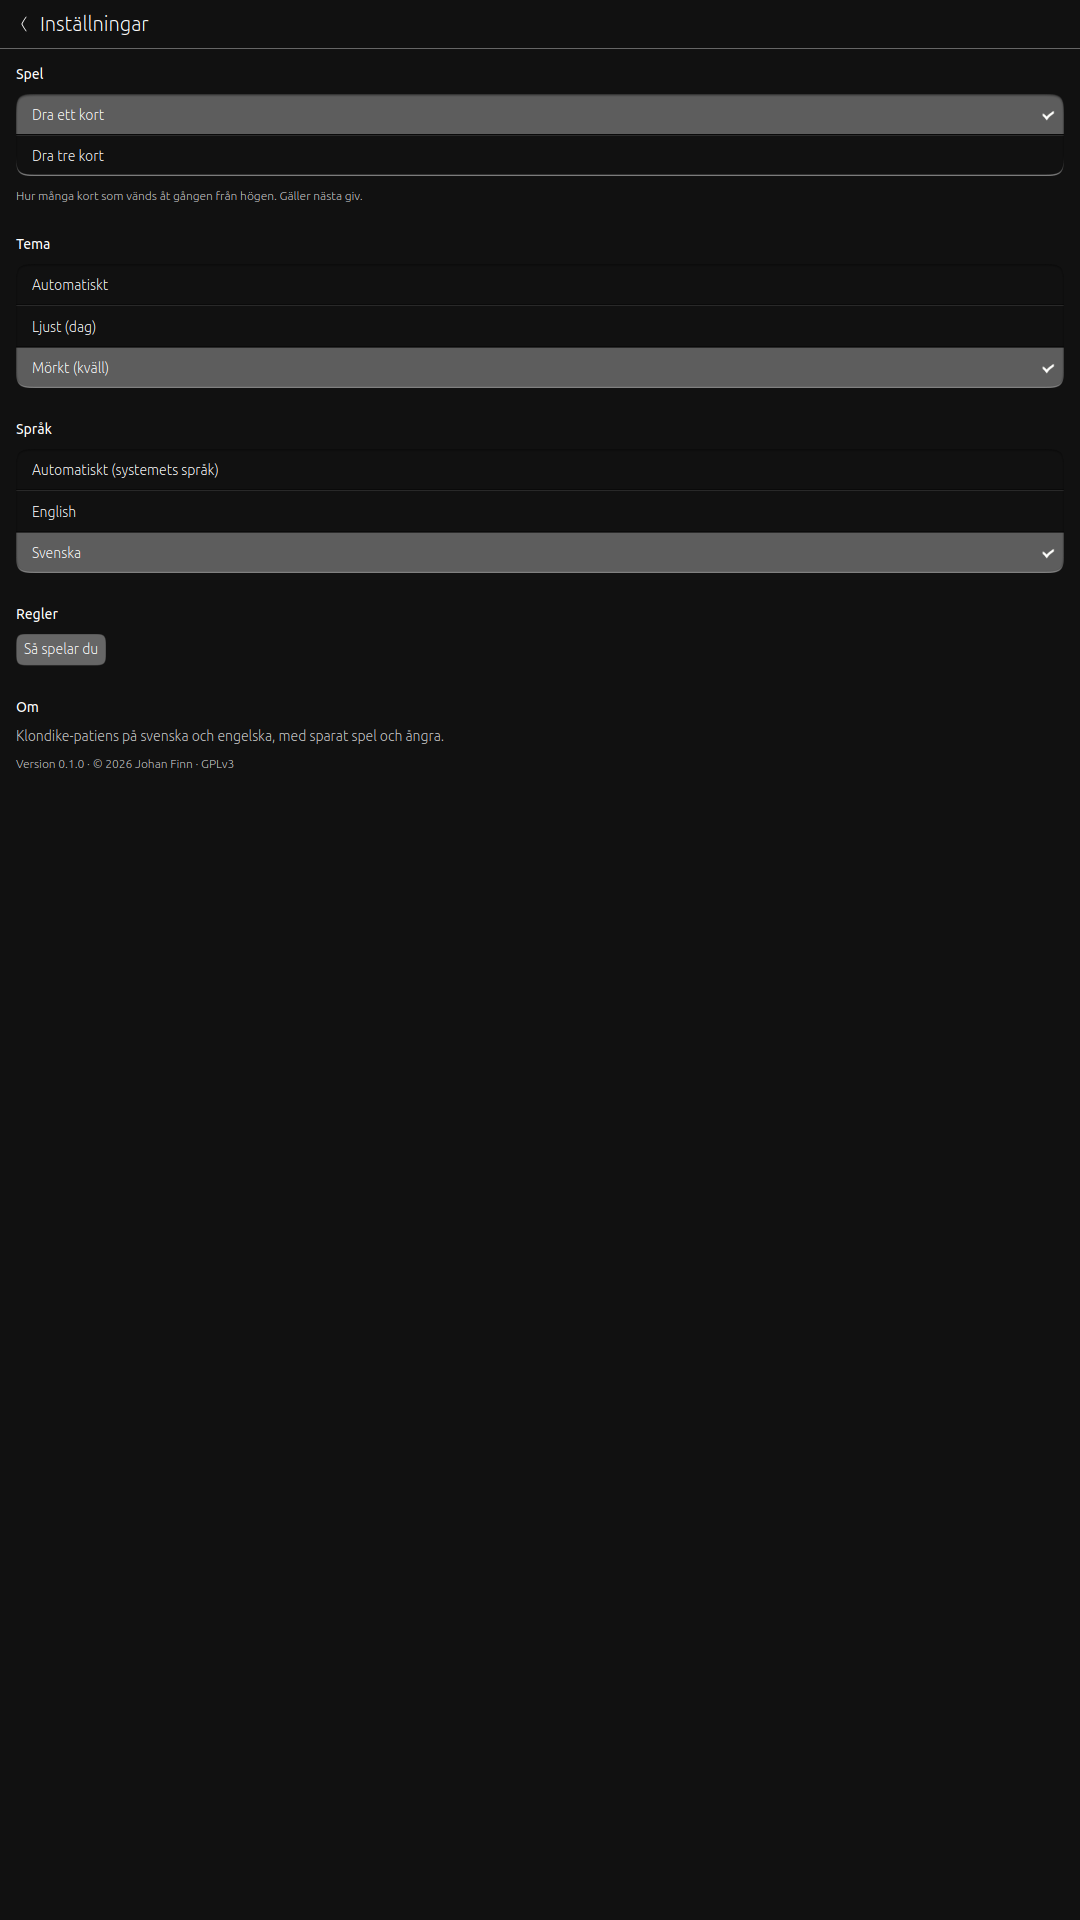 Inställningar
Spel
Dra ett kort
Dra tre kort
Hur många kort som vänds åt gången från högen. Gäller nästa giv.
Tema
Automatiskt
Ljust (dag)
Mörkt (kväll)
Språk
Automatiskt (systemets språk)
English
Svenska
Regler
Så spelar du
Om
Klondike-patiens på svenska och engelska, med sparat spel och ångra.
Version 0.1.0 · © 2026 Johan Finn · GPLv3